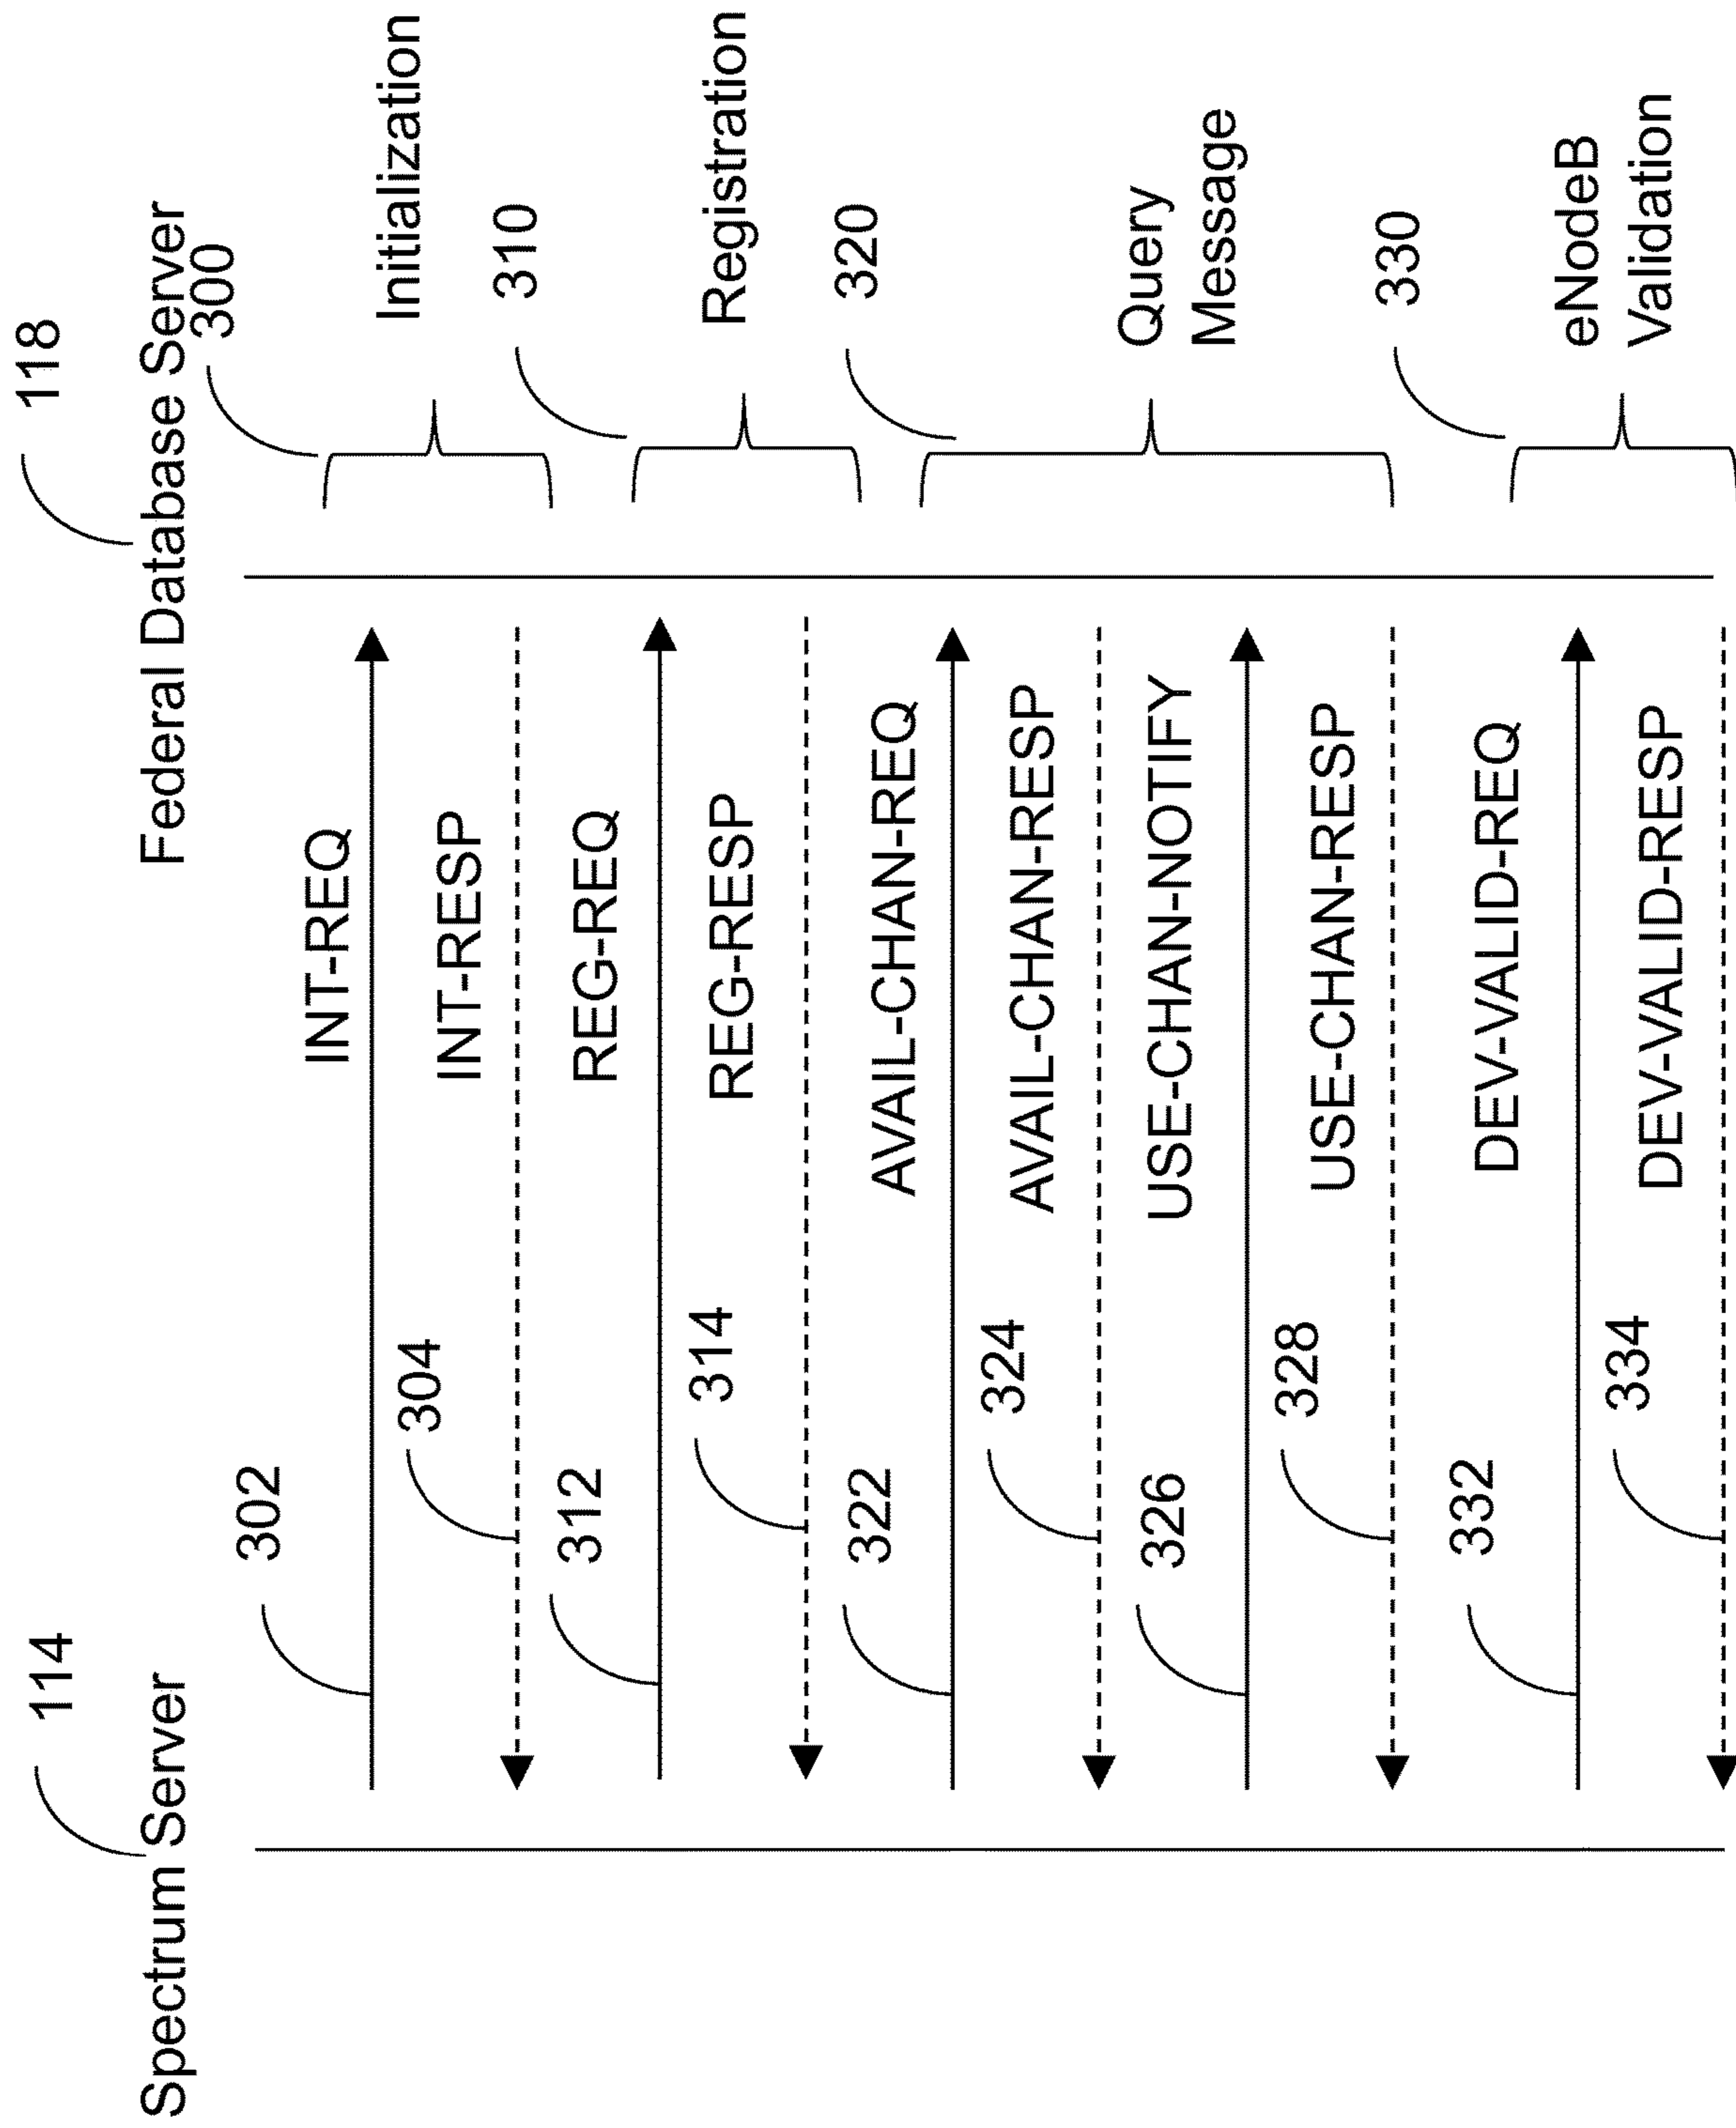 114
Spectrum Server
118
Federal Database Server
300
302
INT-REQ
Initialization
304
INT-RESP
310
312
REG-REQ
Registration
314
REG-RESP
320
322
AVAIL-CHAN-REQ
324
AVAIL-CHAN-RESP
Query
Message
326
USE-CHAN-NOTIFY
328
USE-CHAN-RESP
330
332
DEV-VALID-REQ
eNodeB
Validation
334
DEV-VALID-RESP